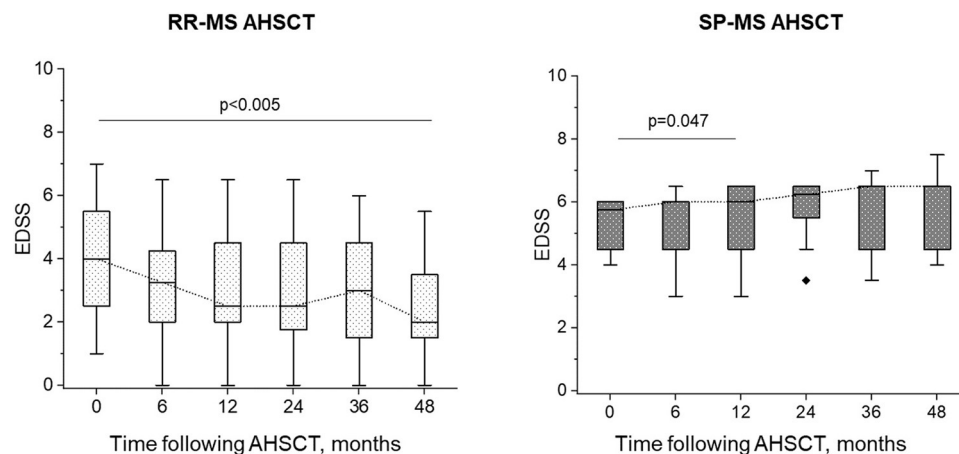 RR-MS AHSCT
10
8
6
4
2
0
EDSS
p<0.005
0 6 12 24 36 48
Time following AHSCT, months
SP-MS AHSCT
10
8
6
4
2
0
EDSS
p=0.047
0 6 12 24 36 48
Time following AHSCT, months